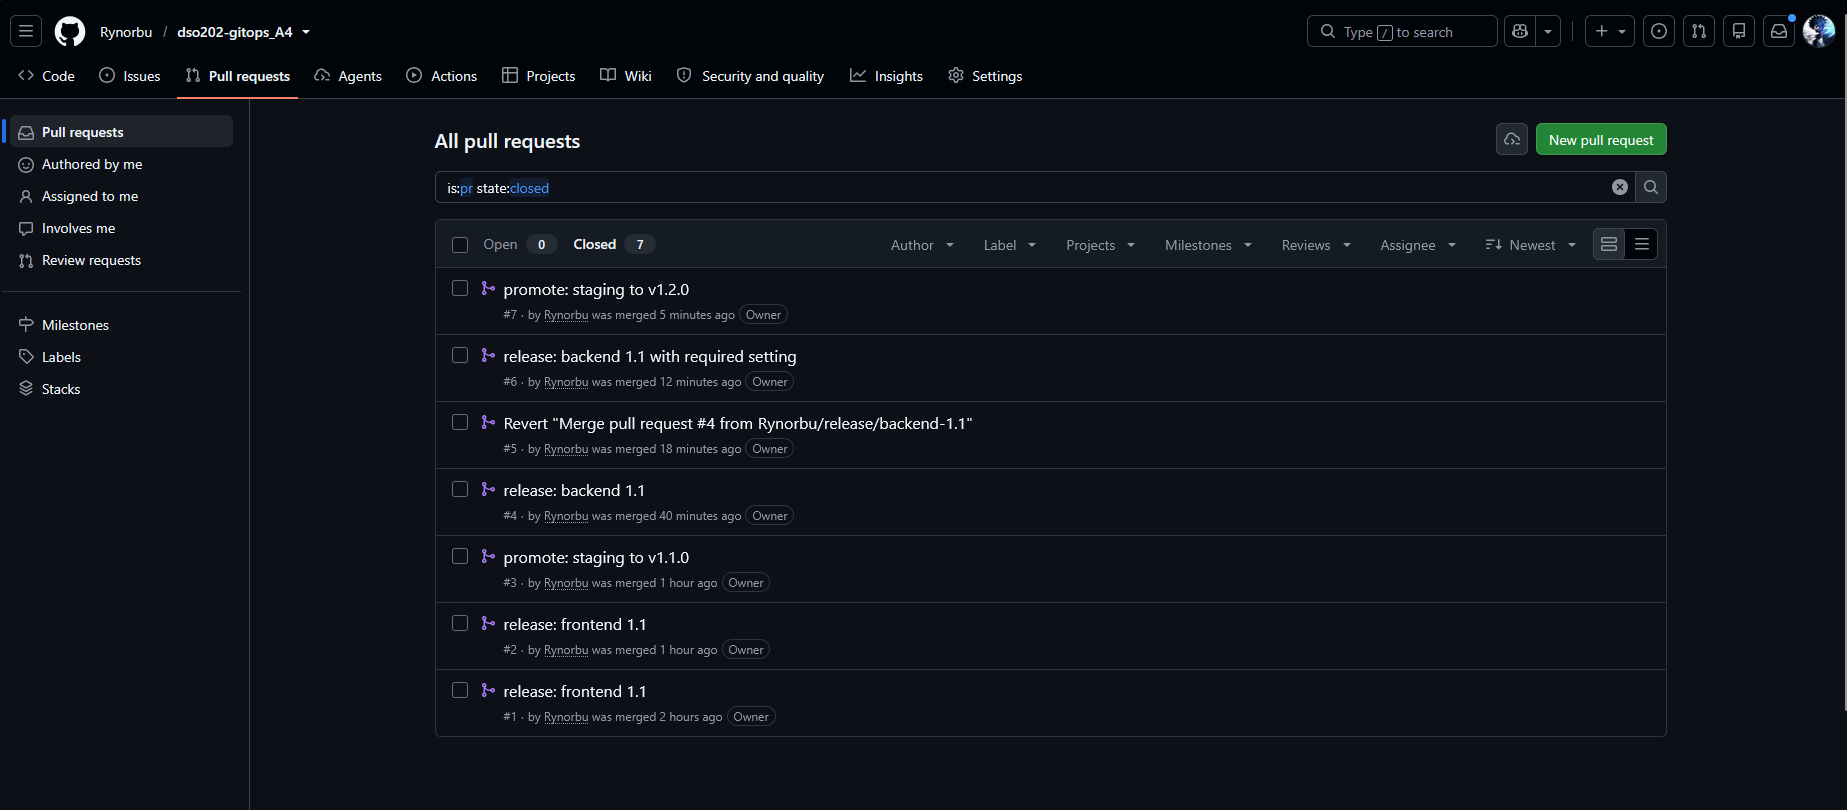 Rynorbu / dso202-gitops_A4
Type / to search
Code
Issues
Pull requests
Agents
Actions
Projects
Wiki
Security and quality
Insights
Settings
Pull requests
Authored by me
Assigned to me
Involves me
Review requests
Milestones
Labels
Stacks
All pull requests
New pull request
is:pr state:closed
Open 0 Closed 7
Author
Label
Projects
Milestones
Reviews
Assignee
Newest
promote: staging to v1.2.0
#7 · by Rynorbu was merged 5 minutes ago Owner
release: backend 1.1 with required setting
#6 · by Rynorbu was merged 12 minutes ago Owner
Revert "Merge pull request #4 from Rynorbu/release/backend-1.1"
#5 · by Rynorbu was merged 18 minutes ago Owner
release: backend 1.1
#4 · by Rynorbu was merged 40 minutes ago Owner
promote: staging to v1.1.0
#3 · by Rynorbu was merged 1 hour ago Owner
release: frontend 1.1
#2 · by Rynorbu was merged 1 hour ago Owner
release: frontend 1.1
#1 · by Rynorbu was merged 2 hours ago Owner